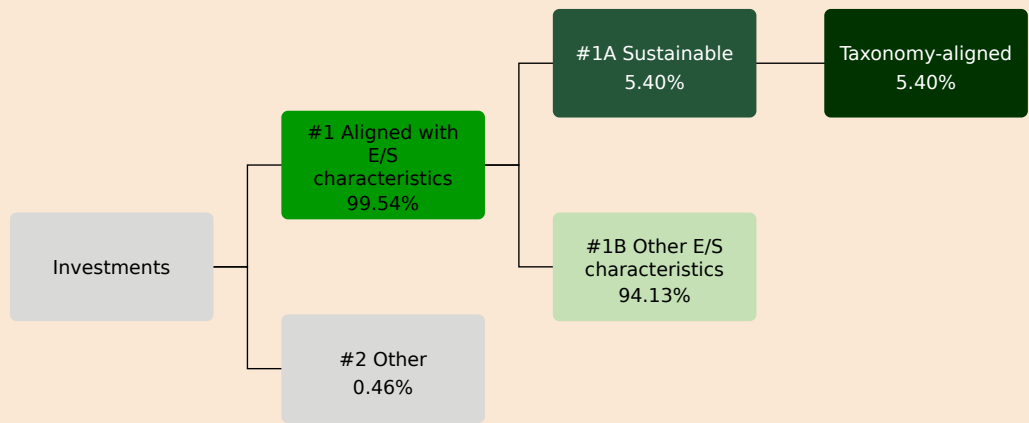 Investments
#1 Aligned with
E/S
characteristics
99.54%
#2 Other
0.46%
#1A Sustainable
5.40%
#1B Other E/S
characteristics
94.13%
Taxonomy-aligned
5.40%